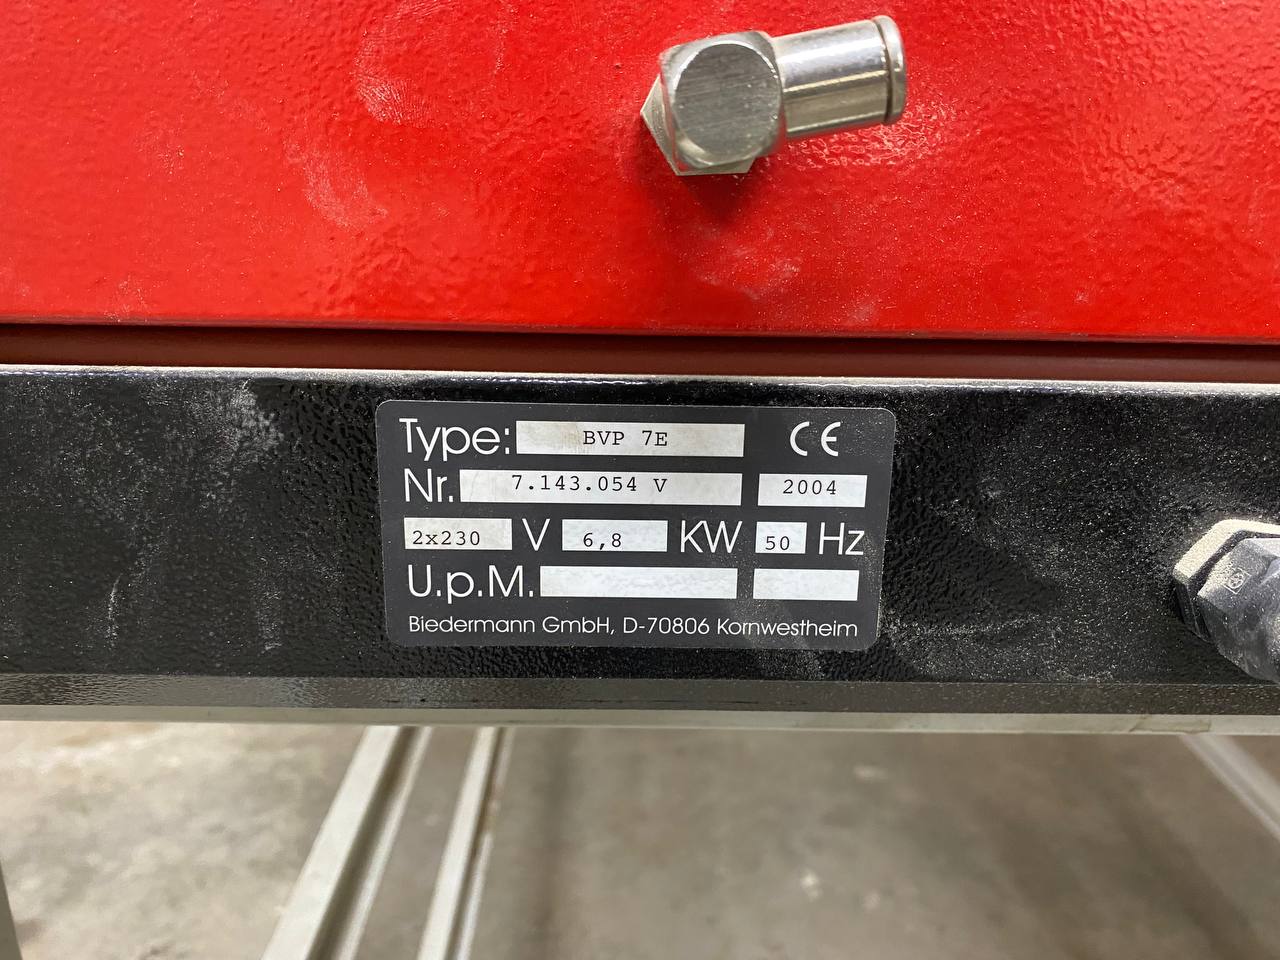 Type: BVP 7E CE
Nr. 7.143.054 V 2004
2x230 V 6,8 KW 50 Hz
U.p.M.
Biedermann GmbH, D-70806 Kornwestheim